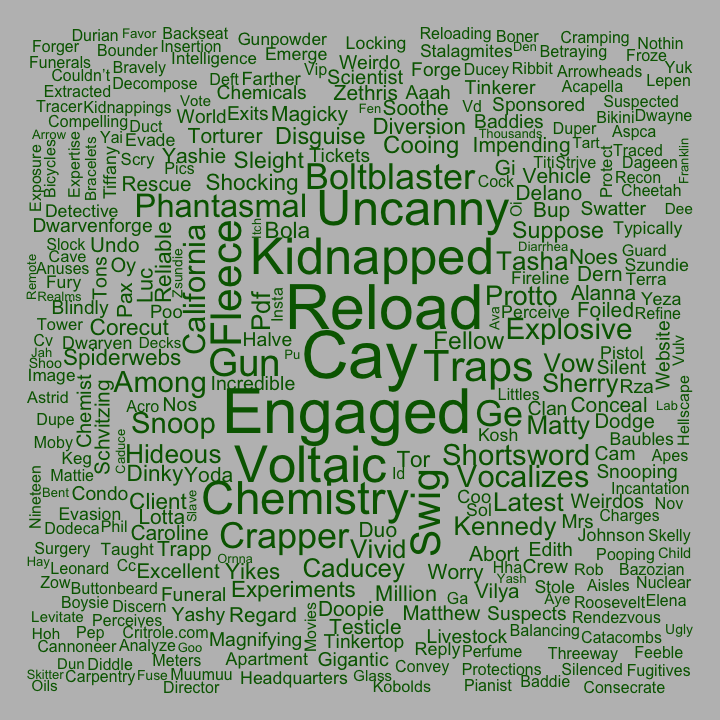 Durian Favor Backseat Gunpowder Locking Reloading Boner Cramping Nothin
Forger Bounder Insertion Emerge Weirdo Stalagmites Den Betraying Froze
Funerals Bravely Intelligence Vip Scientist Forge Ducey Ribbit Arrowheads Yuk
Couldn't Decompose Deft Farther Zethris Aaah Tinkerer Acapella Lepen
Extracted Vote Chemicals Soothe Vd Sponsored Suspected
Tracer Kidnappings World Exits Magicky Fen Baddies Bikini Dwayne
Compelling Duct Torturer Disguise Diversion Thousands Duper Aspca
Arrow Yai Evade Cooing Impending Tart Traced Franklin
Exposure Bicycles Expertise Bracelets Tiffany Scry Pics Yashie Sleight Tickets Gi Titi Strive Protect Dageen
Rescue Shocking Boltblaster Cock Vehicle Recon Cheetah
Detective Phantasmal Uncanny Oi Delano Bup Swatter Dee
Dwarvenforge Itch Bola Suppose Typically
Slock Undo Reliable California Fleece Kidnapped Diarrhea Noes Guard
Remote Cave Anuses Tons Oy Luc Zsundie Tasha Dern Szundie
Fury Pax Fireline Terra
Realms Blindly Poo Pdf Insta Reload Protto Alanna Yeza
Tower Corecut Ava Perceive Foiled Refine
Cv Dwarven Decks Halve Fellow Explosive Website Vulv
Jah Shoo Spiderwebs Gun Pu Cay Traps Vow Pistol Silent
Image Among Incredible Sherry Rza
Astrid Chemist Schvitzing Acro Nos Engaged Littles Clan Conceal Lab Hellscape
Dupe Snoop Ge Matty Dodge
Moby Caduce Kosh Baubles
Keg Hideous Voltaic Tor Shortsword Cam Apes
Mattie Dinky Yoda Id Swig Vocalizes Snooping
Nineteen Bent Condo Client Slave Chemistry Coo Latest Weirdos Incantation Nov
Evasion Lotta Sol Charges
Dodeca Phil Caroline Crapper Duo Kennedy Mrs Johnson Skelly
Surgery Taught Trapp Ornna Vivid Abort Edith Pooping Child
Hay Leonard Cc Excellent Yikes Caducey Worry Hha Crew Rob Bazozian
Zow Buttonbeard Funeral Experiments Million Ga Vilya Yash Stole Aisles Nuclear
Boysie Discern Doopie Aye Roosevelt Elena
Levitate Perceives Yashy Regard Movies Testicle Matthew Suspects Rendezvous
Hoh Pep Critrole.com Magnifying Tinkertop Livestock Balancing Catacombs Ugly
Cannoneer Analyze Goo Reply Perfume Threeway Feeble
Dun Diddle Meters Apartment Gigantic Convey Protections Silenced Fugitives
Skitter Carpentry Fuse Muumuu Headquarters Glass Baddie
Oils Director Kobolds Pianist Consecrate